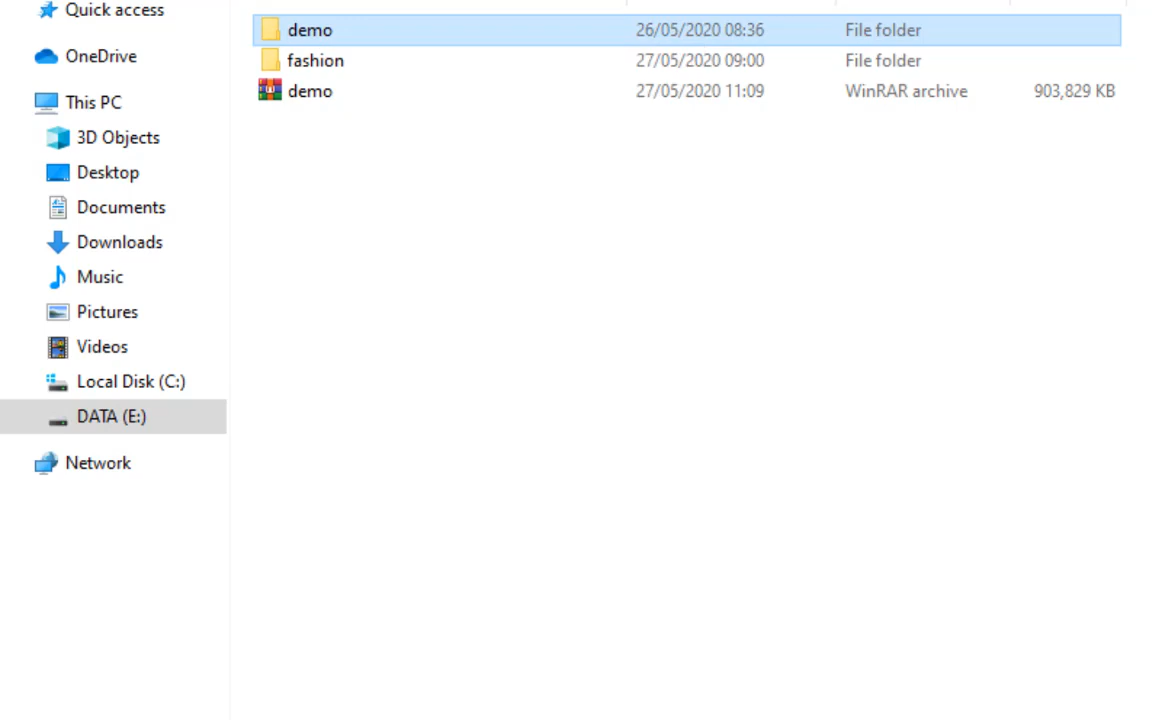 Quick access
OneDrive
This PC
3D Objects
Desktop
Documents
Downloads
Music
Pictures
Videos
Local Disk (C:)
DATA (E:)
Network
demo 26/05/2020 08:36 File folder
fashion 27/05/2020 09:00 File folder
demo 27/05/2020 11:09 WinRAR archive 903,829 KB